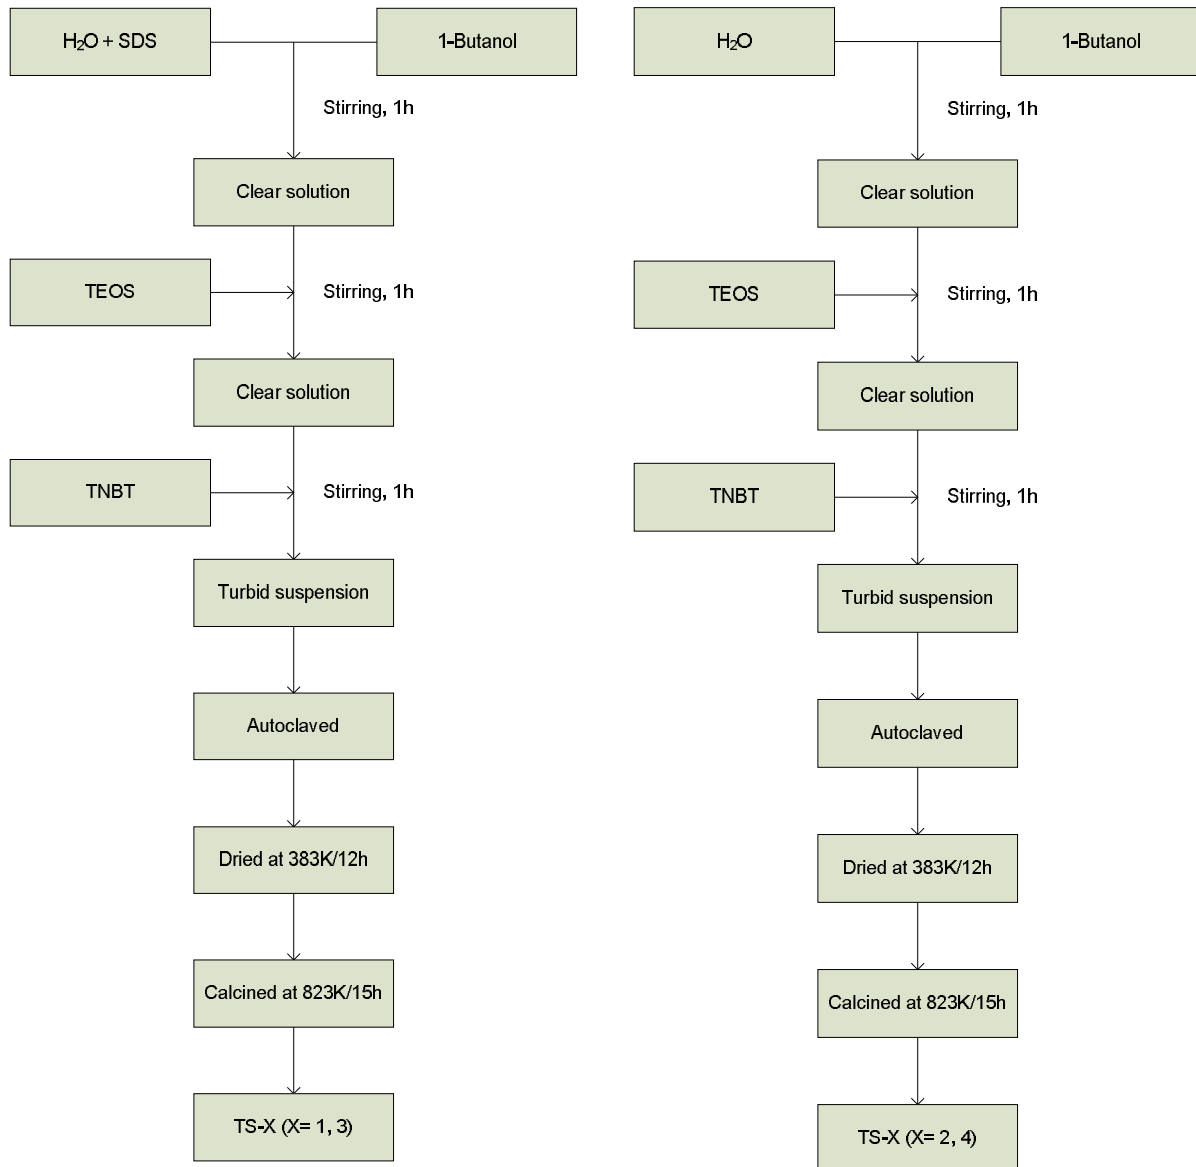 H₂O + SDS
1-Butanol
Stirring, 1h
Clear solution
TEOS
Stirring, 1h
Clear solution
TNBT
Stirring, 1h
Turbid suspension
Autoclaved
Dried at 383K/12h
Calcined at 823K/15h
TS-X (X= 1, 3)
H₂O
1-Butanol
Stirring, 1h
Clear solution
TEOS
Stirring, 1h
Clear solution
TNBT
Stirring, 1h
Turbid suspension
Autoclaved
Dried at 383K/12h
Calcined at 823K/15h
TS-X (X= 2, 4)